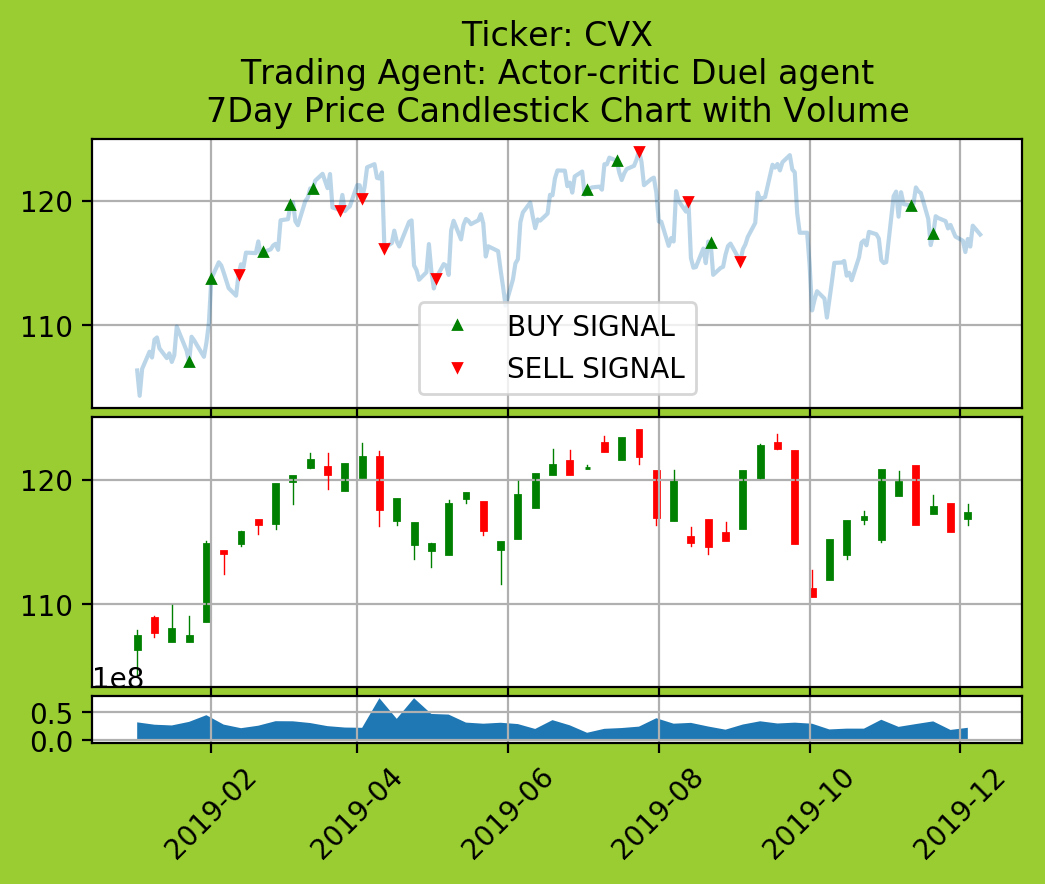 Ticker: CVX
Trading Agent: Actor-critic Duel agent
7Day Price Candlestick Chart with Volume
120
110
BUY SIGNAL
SELL SIGNAL
120
110
1e8
0.5
0.0
2019-02
2019-04
2019-06
2019-08
2019-10
2019-12